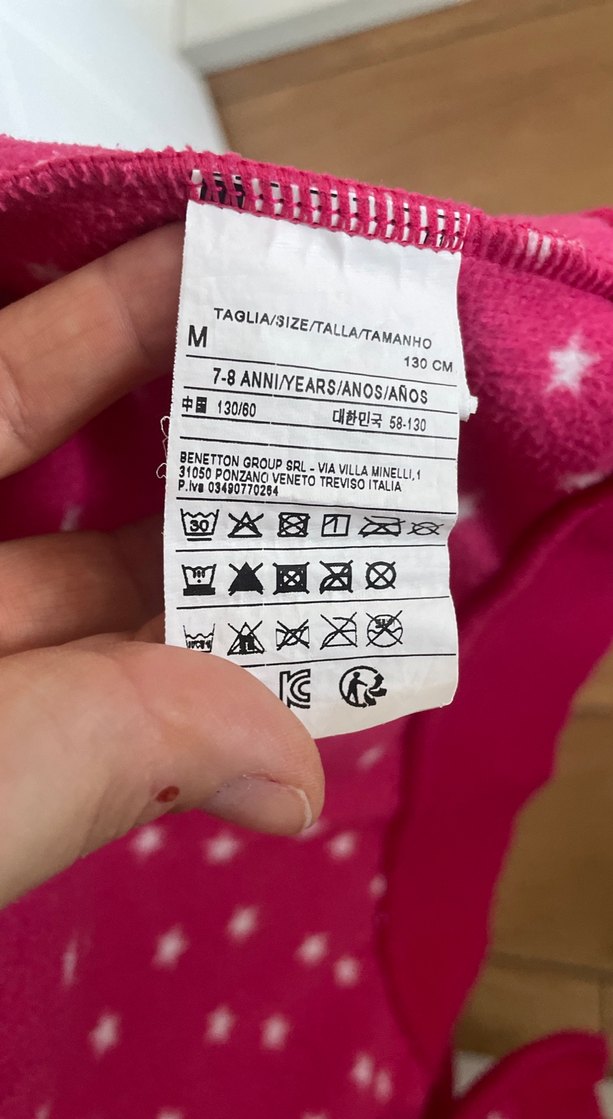 TAGLIA/SIZE/TALLA/TAMANHO
M
130 CM
7-8 ANNI/YEARS/ANOS/AÑOS
中国 130/60 대한민국 58-130
BENETTON GROUP SRL - VIA VILLA MINELLI,1
31050 PONZANO VENETO TREVISO ITALIA
P.Iva 03490770264
30